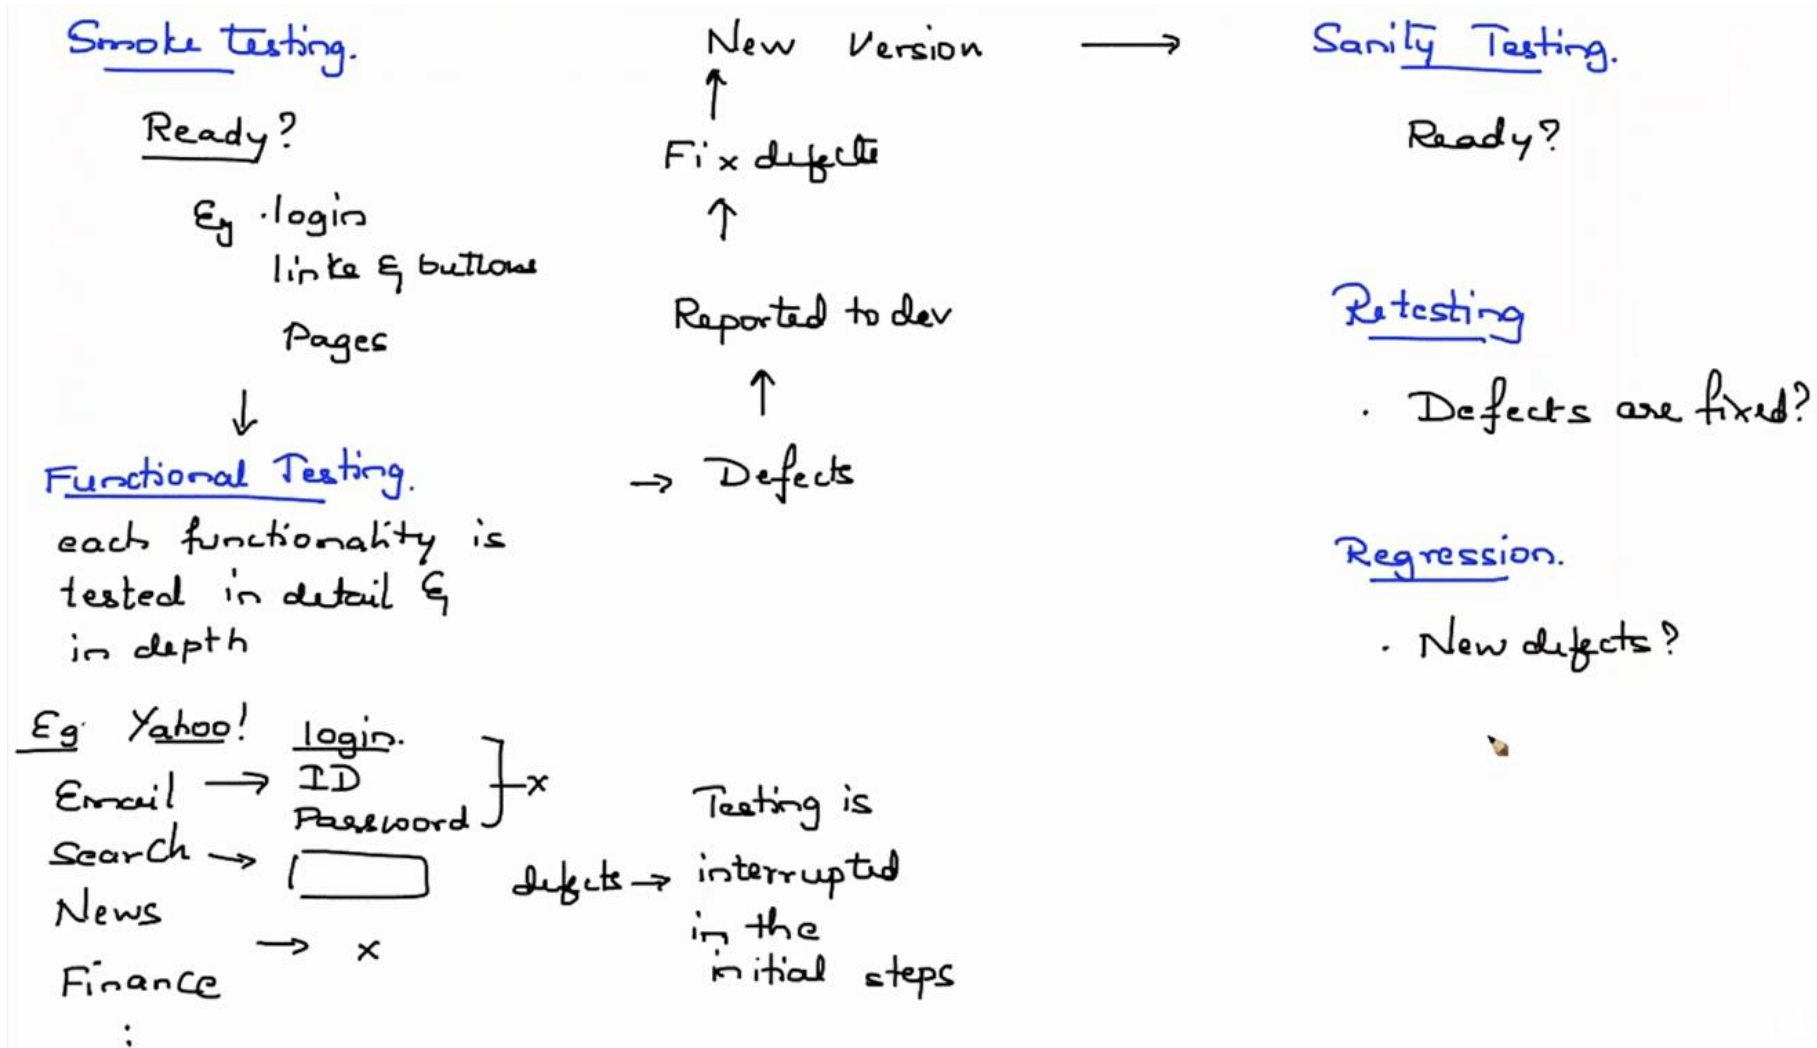 Smoke testing.
Ready?
Eg . login
links & buttons
Pages
↓
Functional Testing.
each functionality is
tested in detail &
in depth
Eg Yahoo! login.
Email → ID
Password
x
Search →
News
→ x
Finance
:
defects → Testing is
interrupted
in the
initial steps
→ Defects
↑
Reported to dev
↑
Fix defects
↑
New Version →
Sanity Testing.
Ready?
Retesting
. Defects are fixed?
Regression.
. New defects?